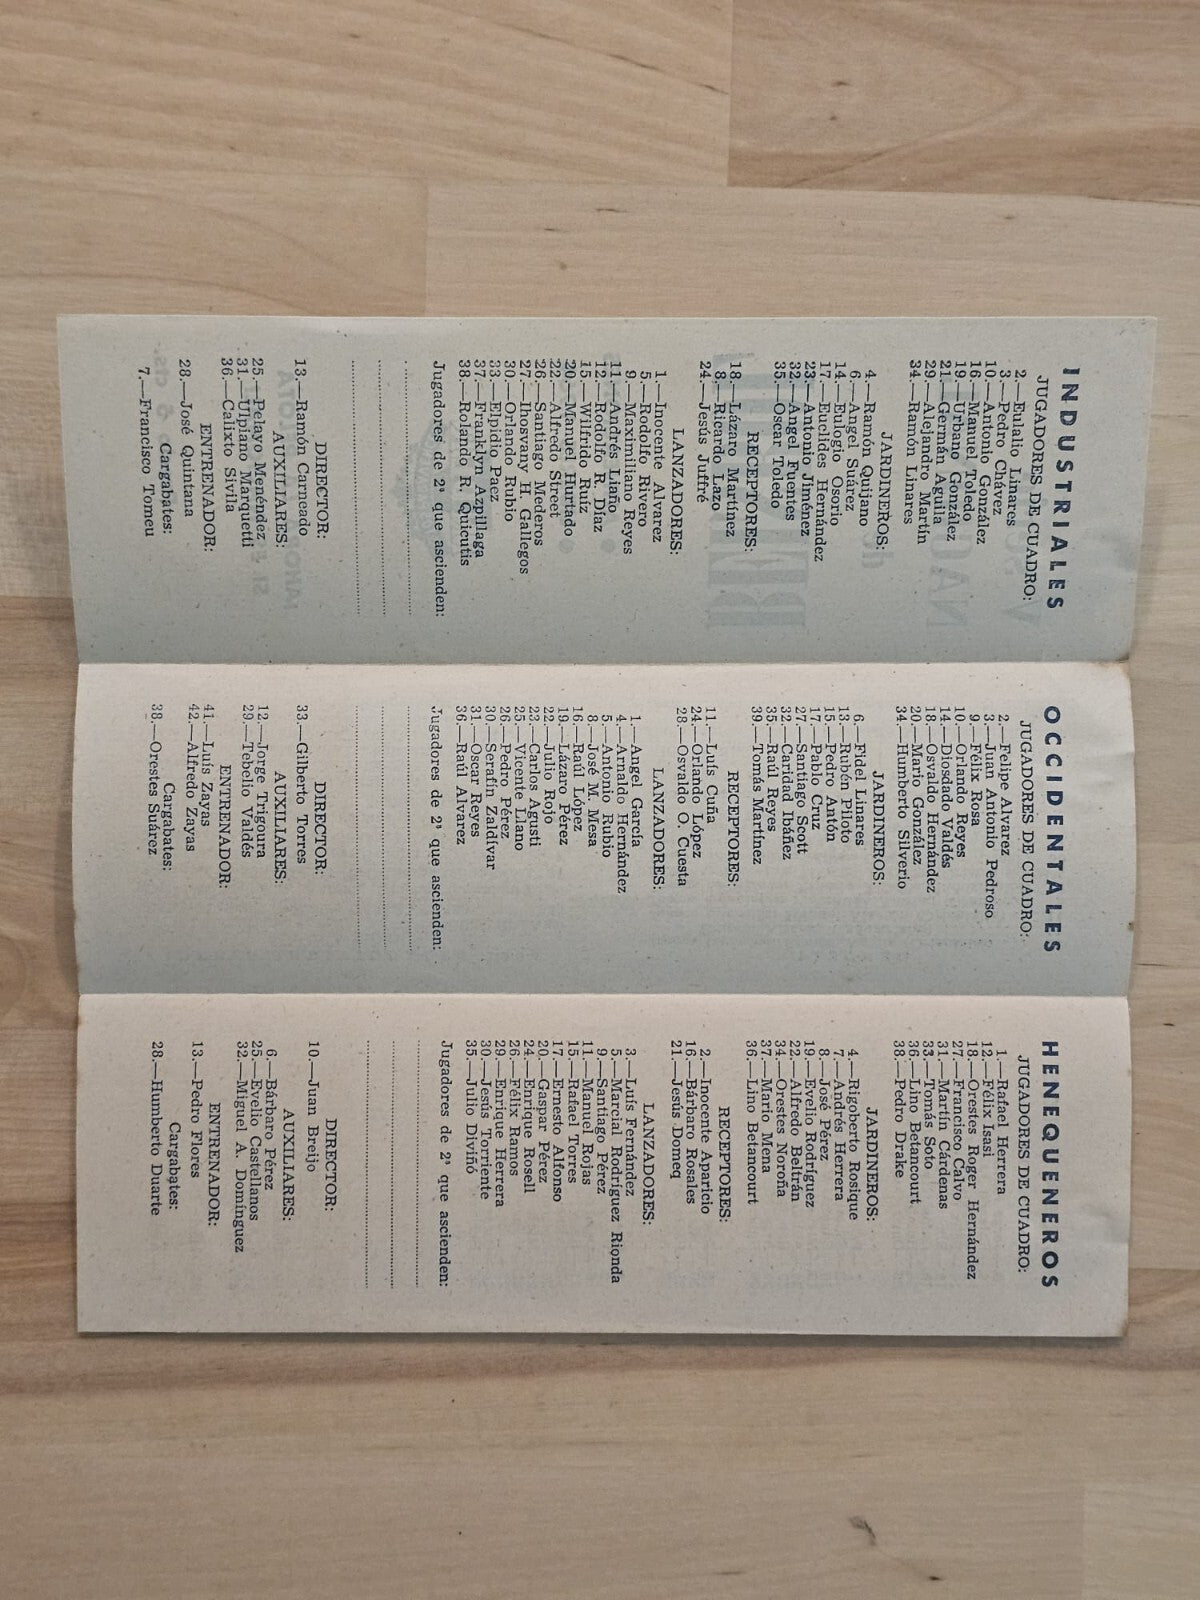 INDUSTRIALES
JUGADORES DE CUADRO:
2.—Eulalio Linares
3.—Pedro Chávez
10.—Antonio González
16.—Manuel Toledo
19.—Urbano González
21.—Germán Aguila
29.—Alejandro Martín
34.—Ramón Linares
JARDINEROS:
4.—Ramón Quijano
6.—Angel Suárez
14.—Eulogio Osorio
17.—Euclides Hernández
23.—Antonio Jiménez
32.—Angel Fuentes
35.—Oscar Toledo
RECEPTORES:
18.—Lázaro Martínez
8.—Ricardo Lazo
24.—Jesús Juffré
LANZADORES:
1.—Inocente Alvarez
5.—Rodolfo Rivero
9.—Maximiliano Reyes
11.—Andrés Liaño
12.—Rodolfo R. Díaz
15.—Wilfrido Ruiz
20.—Manuel Hurtado
22.—Alfredo Street
26.—Santiago Mederos
27.—Ihosvany H. Gallegos
30.—Orlando Rubio
33.—Elpidio Paez
37.—Franklyn Azpillaga
38.—Rolando R. Quicutis
Jugadores de 2ª que ascienden:
DIRECTOR:
13.—Ramón Carneado
AUXILIARES:
25.—Pelayo Menéndez
31.—Ulpiano Marquetti
36.—Calixto Sivila
ENTRENADOR:
28.—José Quintana
Cargabates:
7.—Francisco Tomeu
OCCIDENTALES
JUGADORES DE CUADRO:
2.—Felipe Alvarez
3.—Juan Antonio Pedroso
9.—Félix Rosa
10.—Orlando Reyes
14.—Diosdado Valdés
18.—Osvaldo Hernández
20.—Mario González
34.—Humberto Silverio
JARDINEROS:
6.—Fidel Linares
13.—Rubén Piloto
15.—Pedro Antón
17.—Pablo Cruz
27.—Santiago Scott
32.—Caridad Ibáñez
35.—Raúl Reyes
39.—Tomás Martínez
RECEPTORES:
11.—Luís Cuña
24.—Orlando López
28.—Osvaldo O. Cuesta
LANZADORES:
1.—Angel García
4.—Arnaldo Hernández
5.—Antonio Rubio
8.—José M. Mesa
16.—Raúl López
19.—Lázaro Pérez
22.—Julio Rojo
23.—Carlos Agusti
25.—Vicente Llano
26.—Pedro Pérez
30.—Serafín Zaldívar
31.—Oscar Reyes
36.—Raúl Alvarez
Jugadores de 2ª que ascienden:
DIRECTOR:
33.—Gilberto Torres
AUXILIARES:
12.—Jorge Trigoura
29.—Tebelio Valdés
ENTRENADOR:
41.—Luís Zayas
42.—Alfredo Zayas
Cargabates:
38.—Orestes Suárez
HENEQUENEROS
JUGADORES DE CUADRO:
1.—Rafael Herrera
12.—Félix Isasi
18.—Orestes Roger Hernández
27.—Francisco Calvo
31.—Martín Cárdenas
33.—Tomás Soto
36.—Lino Betancourt
38.—Pedro Drake
JARDINEROS:
4.—Rigoberto Rosique
7.—Andrés Herrera
8.—José Pérez
19.—Evelio Rodríguez
22.—Alfredo Beltrán
34.—Orestes Noroña
37.—Mario Mena
36.—Lino Betancourt
RECEPTORES:
2.—Inocente Aparicio
16.—Bárbaro Rosales
21.—Jesús Domeq
LANZADORES:
3.—Luís Fernández
5.—Marcial Rodríguez Rionda
9.—Santiago Pérez
11.—Manuel Rojas
15.—Rafael Torres
17.—Ernesto Alfonso
20.—Gaspar Pérez
24.—Enrique Rosell
26.—Félix Ramos
29.—Enrique Herrera
30.—Jesús Torriente
35.—Julio Diviñó
Jugadores de 2ª que ascienden:
DIRECTOR:
10.—Juan Breijo
AUXILIARES:
6.—Bárbaro Pérez
25.—Evelio Castellanos
32.—Miguel A. Domínguez
ENTRENADOR:
13.—Pedro Flores
Cargabates:
28.—Humberto Duarte